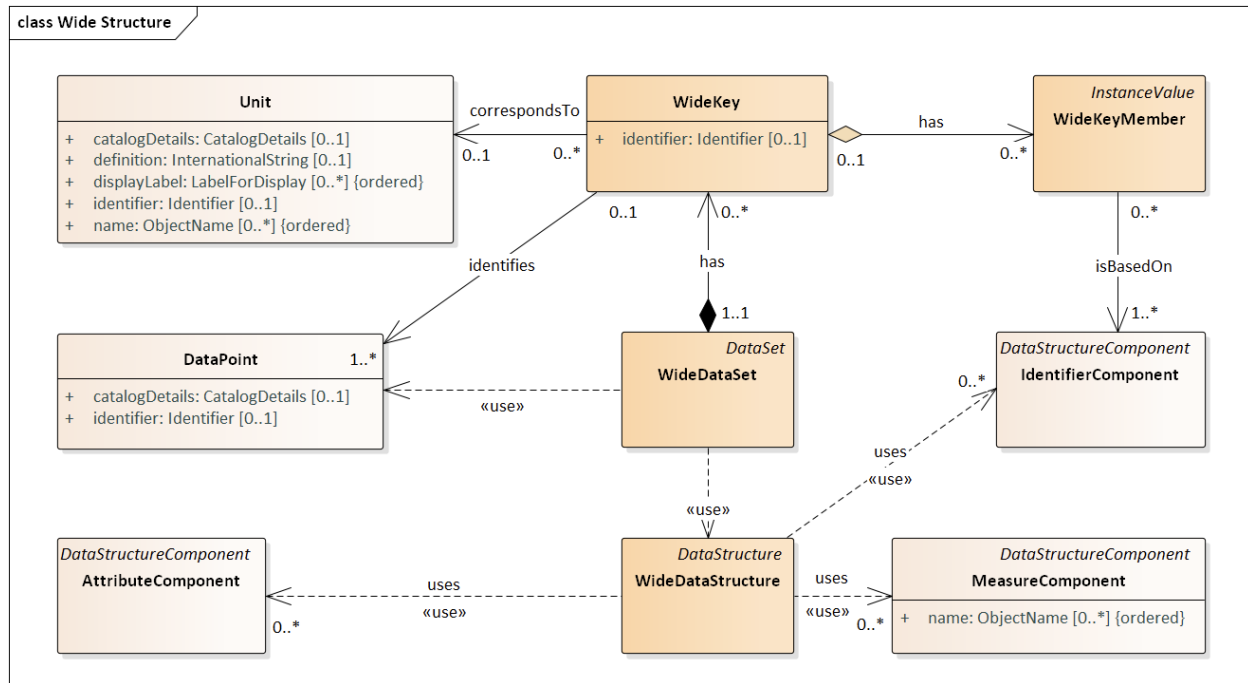 class Wide Structure
Unit
+ catalogDetails: CatalogDetails [0..1]
+ definition: InternationalString [0..1]
+ displayLabel: LabelForDisplay [0..*] {ordered}
+ identifier: Identifier [0..1]
+ name: ObjectName [0..*] {ordered}
correspondsTo
0..1
0..*
WideKey
+ identifier: Identifier [0..1]
has
0..1
0..*
InstanceValue
WideKeyMember
0..1
0..*
0..*
identifies
has
isBasedOn
1..1
1..*
DataPoint
1..*
+ catalogDetails: CatalogDetails [0..1]
+ identifier: Identifier [0..1]
«use»
DataSet
WideDataSet
DataStructureComponent
IdentifierComponent
0..*
uses
«use»
«use»
DataStructureComponent
AttributeComponent
uses
«use»
0..*
DataStructure
WideDataStructure
uses
«use»
0..*
DataStructureComponent
MeasureComponent
+ name: ObjectName [0..*] {ordered}